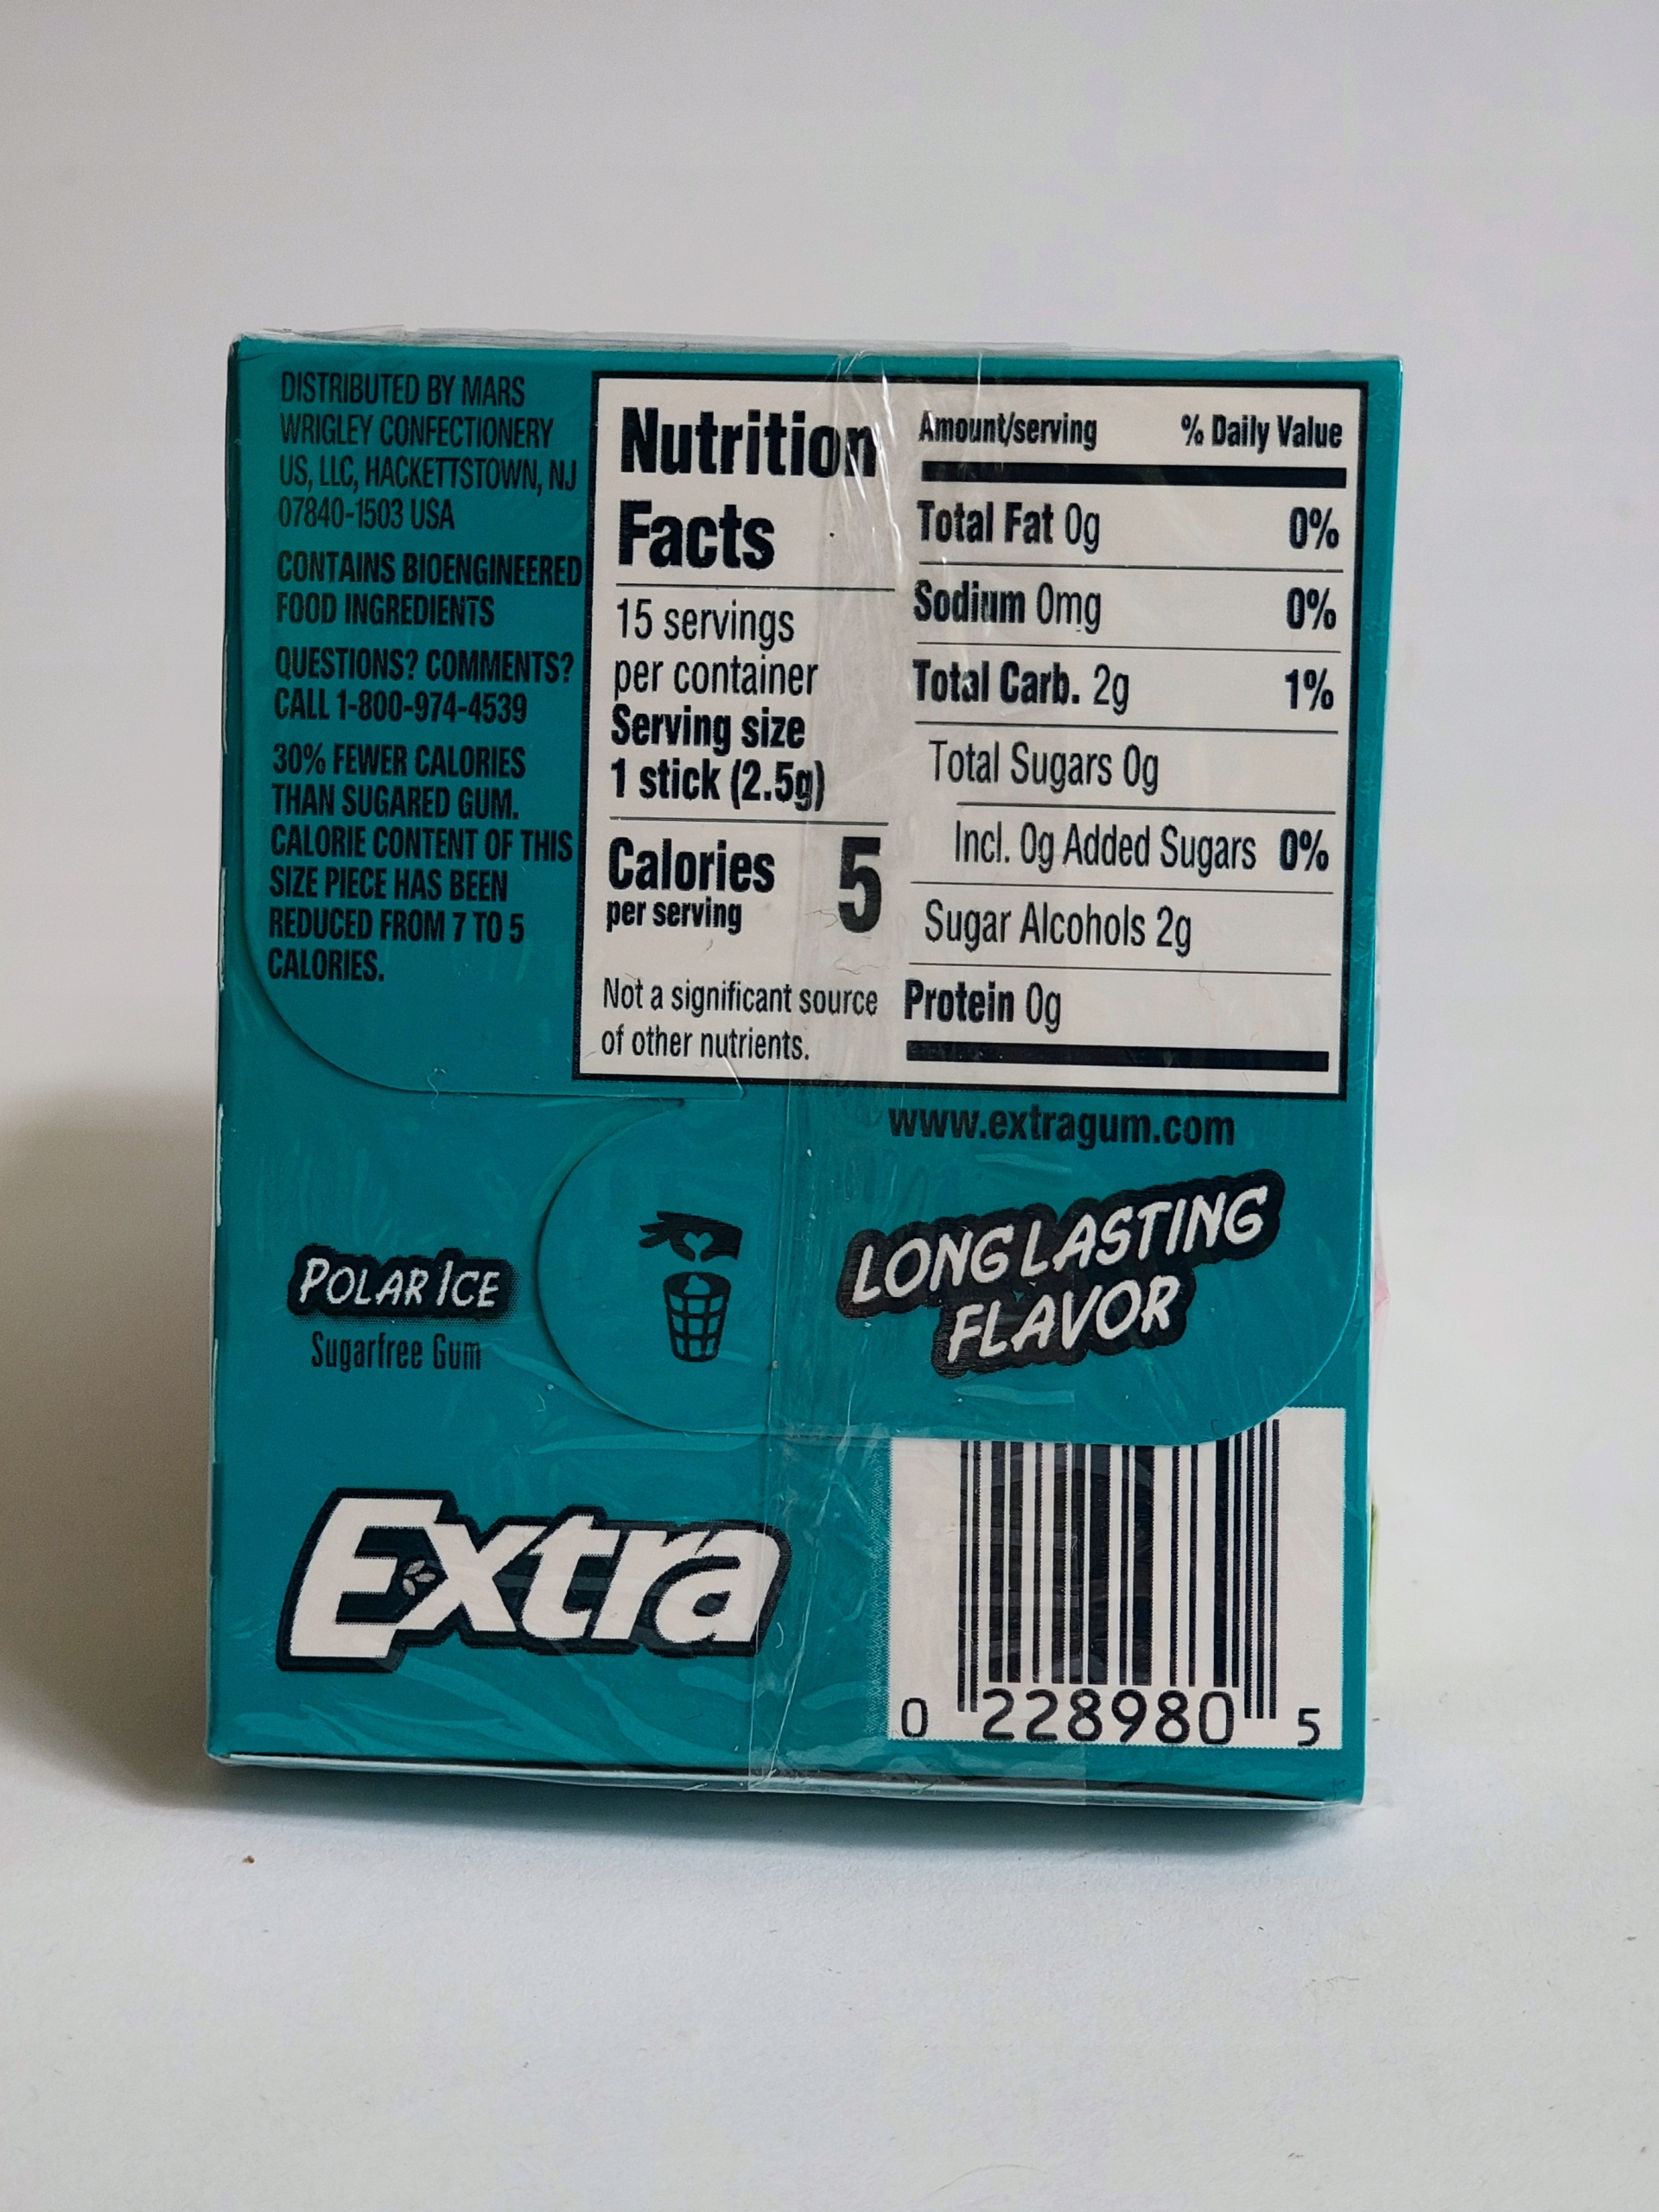 DISTRIBUTED BY MARS
WRIGLEY CONFECTIONERY
US, LLC, HACKETTSTOWN, NJ
07840-1503 USA
CONTAINS BIOENGINEERED
FOOD INGREDIENTS
QUESTIONS? COMMENTS?
CALL 1-800-974-4539
30% FEWER CALORIES
THAN SUGARED GUM.
CALORIE CONTENT OF THIS
SIZE PIECE HAS BEEN
REDUCED FROM 7 TO 5
CALORIES.
Nutrition
Facts
15 servings
per container
Serving size
1 stick (2.5g)
Calories 5
per serving
Not a significant source
of other nutrients.
Amount/serving % Daily Value
Total Fat 0g 0%
Sodium 0mg 0%
Total Carb. 2g 1%
Total Sugars 0g
Incl. 0g Added Sugars 0%
Sugar Alcohols 2g
Protein 0g
www.extragum.com
POLAR ICE
Sugarfree Gum
LONG LASTING
FLAVOR
Extra
0 228980 5